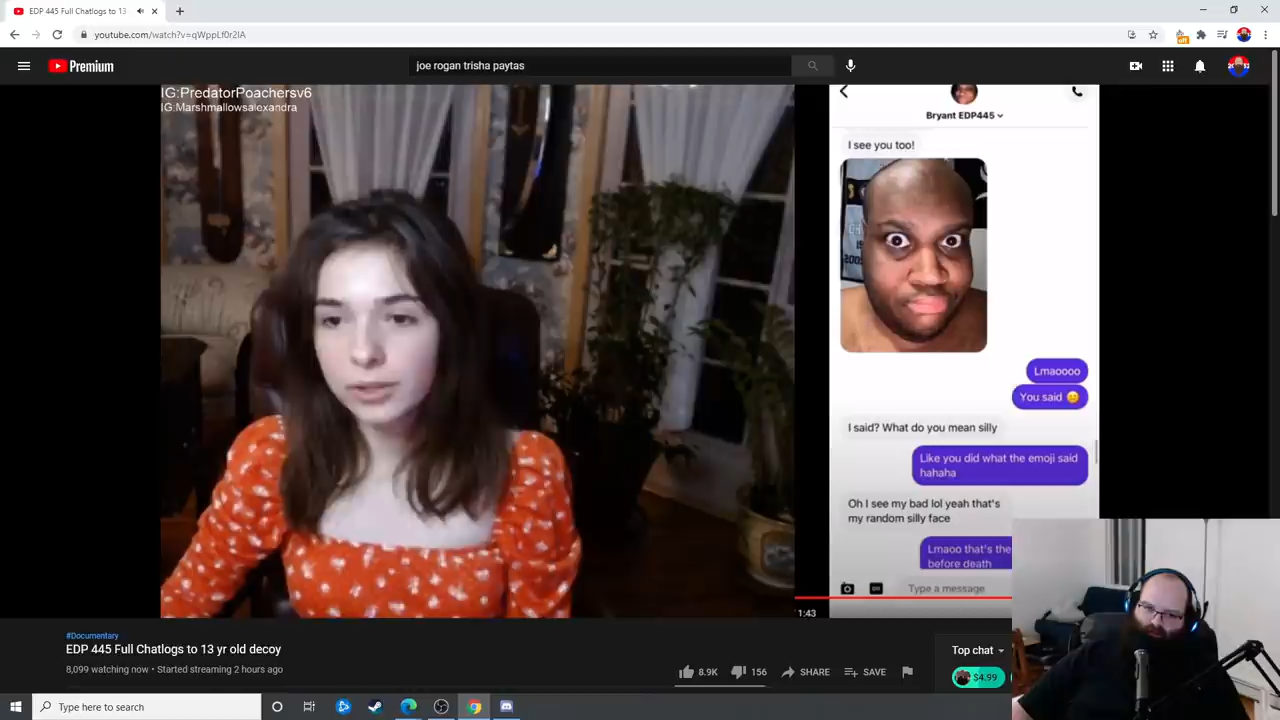 EDP 445 Full Chatlogs to 13
youtube.com/watch?v=qWppLf0r2IA
off
Premium
joe rogan trisha paytas
IG:PredatorPoachersv6
IG:Marshmallowsalexandra
Bryant EDP445
I see you too!
Lmaoooo
You said
I said? What do you mean silly
Like you did what the emoji said
hahaha
Oh I see my bad lol yeah that's
my random silly face
Lmaoo that's the
before death
Type a message
1:43
#Documentary
EDP 445 Full Chatlogs to 13 yr old decoy
8,099 watching now • Started streaming 2 hours ago
8.9K
156
SHARE
SAVE
Top chat
$4.99
Type here to search